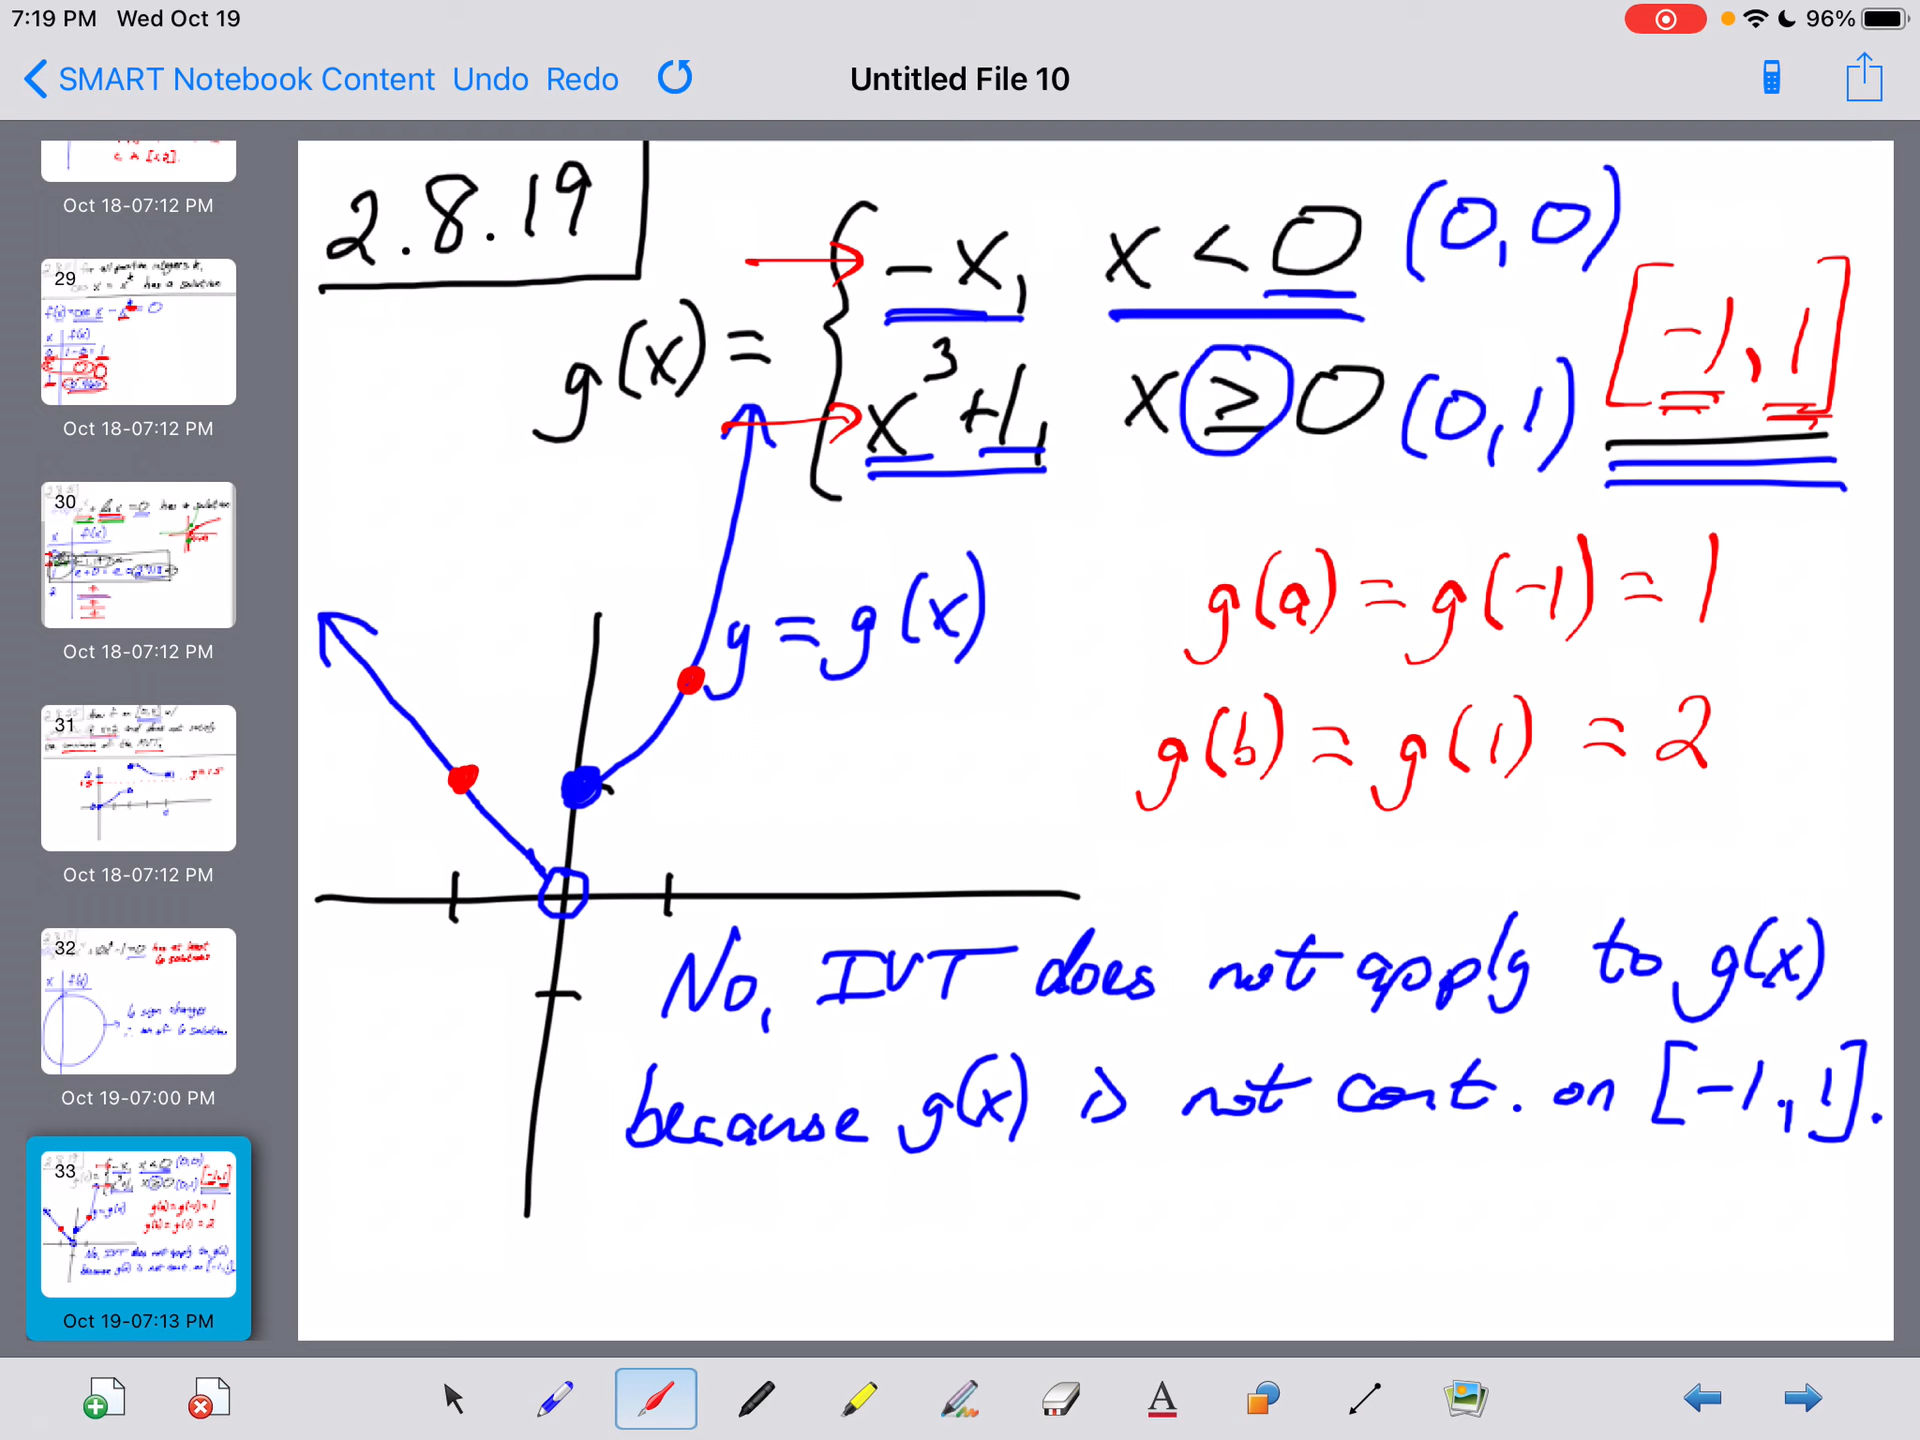 7:19 PM Wed Oct 19
96%
SMART Notebook Content Undo Redo
Untitled File 10
Oct 18-07:12 PM
29
Oct 18-07:12 PM
30
Oct 18-07:12 PM
31
Oct 18-07:12 PM
32
Oct 19-07:00 PM
33
Oct 19-07:13 PM
2.8.19
g(x) = { -x, x < 0 (0,0)
x³+1, x ≥ 0 (0,1)
[-1, 1]
y = g(x)
g(a) = g(-1) = 1
g(b) = g(1) = 2
No, IVT does not apply to g(x)
because g(x) is not cont. on [-1, 1].
A